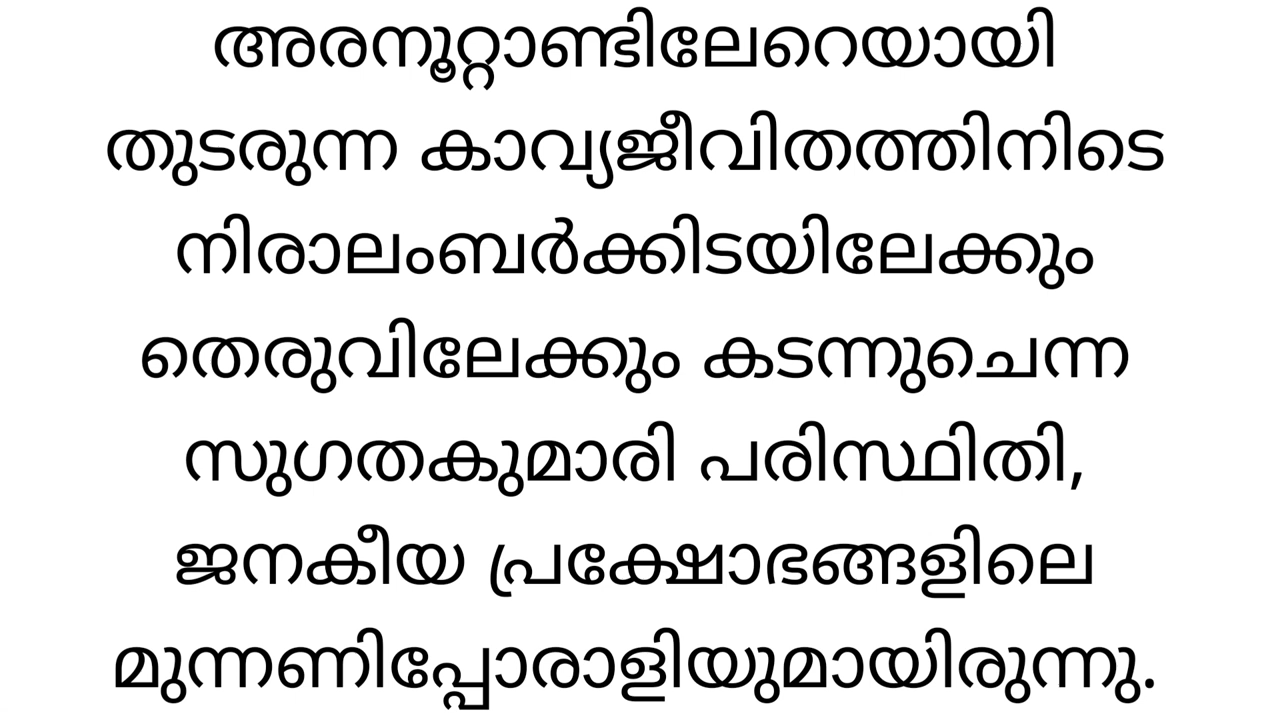 അരനൂറ്റാണ്ടിലേറെയായി
തുടരുന്ന കാവ്യജീവിതത്തിനിടെ
നിരാലംബർക്കിടയിലേക്കും
തെരുവിലേക്കും കടന്നുചെന്ന
സുഗതകുമാരി പരിസ്ഥിതി,
ജനകീയ പ്രക്ഷോഭങ്ങളിലെ
മുന്നണിപ്പോരാളിയുമായിരുന്നു.